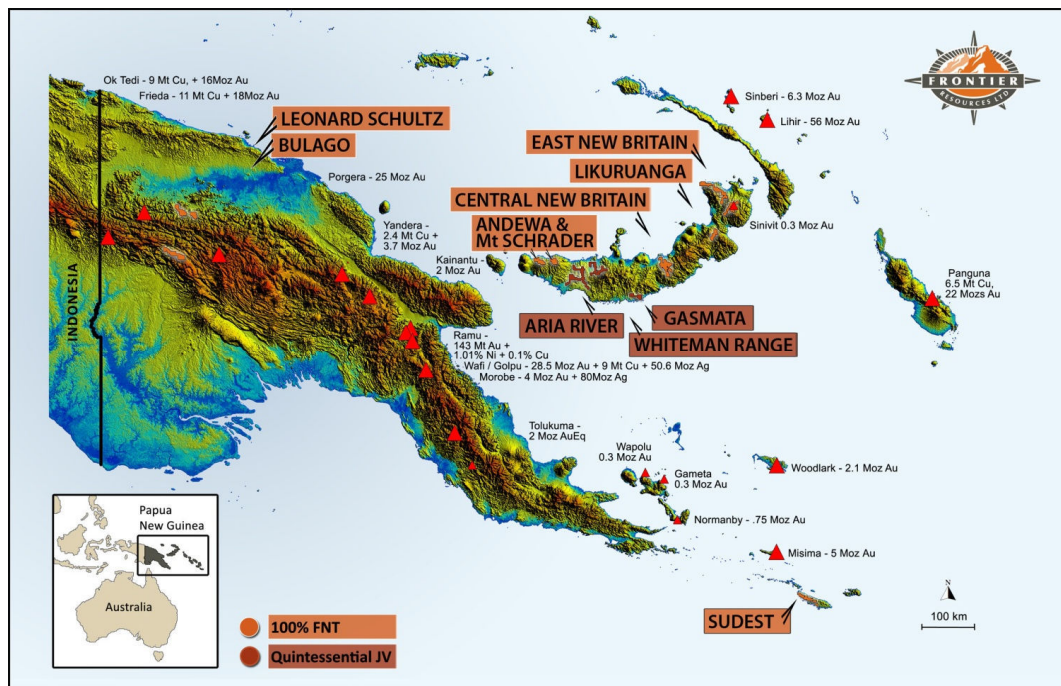 Ok Tedi - 9 Mt Cu, + 16Moz Au
Frieda - 11 Mt Cu + 18Moz Au
LEONARD SCHULTZ
BULAGO
Porgera - 25 Moz Au
Yandera -
2.4 Mt Cu +
3.7 Moz Au
Kainantu -
2 Moz Au
INDONESIA
EAST NEW BRITAIN
LIKURUANGA
CENTRAL NEW BRITAIN
ANDEWA &
Mt SCHRADER
FRONTIER
RESOURCES LTD
Sinberi - 6.3 Moz Au
Lihir - 56 Moz Au
Sinivit 0.3 Moz Au
Panguna
6.5 Mt Cu,
22 Mozs Au
ARIA RIVER
GASMATA
WHITEMAN RANGE
Ramu -
143 Mt Au +
1.01% Ni + 0.1% Cu
- Wafi / Golpu - 28.5 Moz Au + 9 Mt Cu + 50.6 Moz Ag
Morobe - 4 Moz Au + 80Moz Ag
Tolukuma -
2 Moz AuEq
Wapolu
0.3 Moz Au
Gameta
0.3 Moz Au
Woodlark - 2.1 Moz Au
Normanby - .75 Moz Au
Misima - 5 Moz Au
SUDEST
N
100 km
Papua
New Guinea
Australia
100% FNT
Quintessential JV